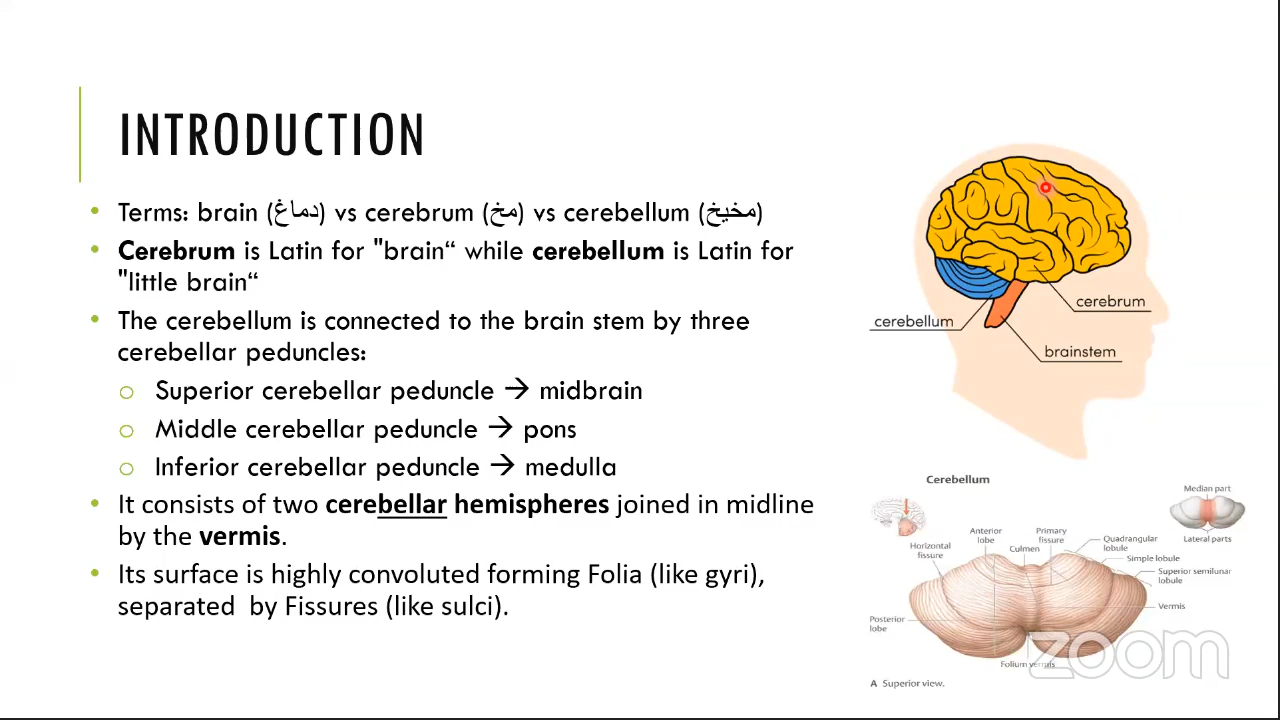 INTRODUCTION
• Terms: brain (دماغ) vs cerebrum (مخ) vs cerebellum (مخيخ)
• Cerebrum is Latin for "brain“ while cerebellum is Latin for
"little brain“
• The cerebellum is connected to the brain stem by three
cerebellar peduncles:
o Superior cerebellar peduncle → midbrain
o Middle cerebellar peduncle → pons
o Inferior cerebellar peduncle → medulla
• It consists of two cerebellar hemispheres joined in midline
by the vermis.
• Its surface is highly convoluted forming Folia (like gyri),
separated by Fissures (like sulci).
cerebrum
cerebellum
brainstem
Cerebellum
Median part
Lateral parts
Anterior
lobe
Primary
fissure
Culmen
Horizontal
fissure
Quadrangular
lobule
Simple lobule
Superior semilunar
lobule
Vermis
Posterior
lobe
Folium vermis
A Superior view.
zoom